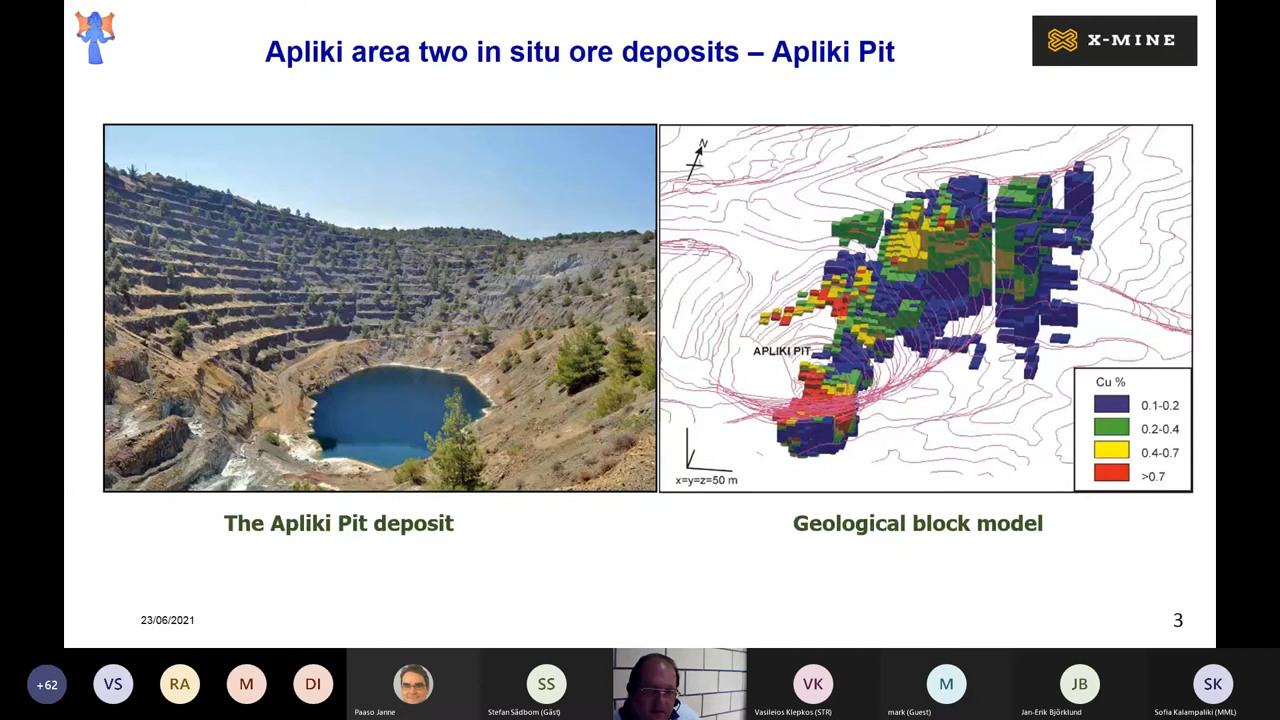 Apliki area two in situ ore deposits – Apliki Pit
X-MINE
N
APLIKI PIT
x=y=z=50 m
Cu %
0.1-0.2
0.2-0.4
0.4-0.7
>0.7
The Apliki Pit deposit
Geological block model
23/06/2021
3
+62
VS
RA
M
DI
Paaso Janne
SS
Stefan Sädbom (Gäst)
VK
Vasileios Klepkos (STR)
M
mark (Guest)
JB
Jan-Erik Björklund
SK
Sofia Kalampaliki (MML)